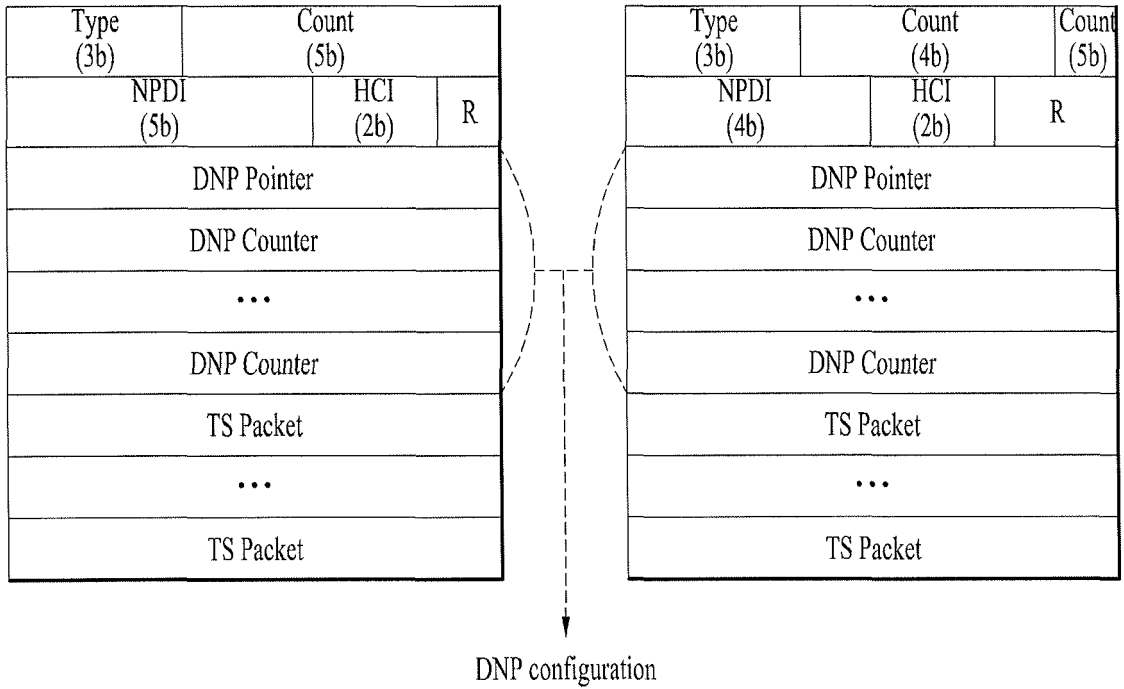 Type
(3b)
Count
(5b)
NPDI
(5b)
HCI
(2b)
R
DNP Pointer
DNP Counter
•••
DNP Counter
TS Packet
•••
TS Packet
Type
(3b)
Count
(4b)
Count
(5b)
NPDI
(4b)
HCI
(2b)
R
DNP Pointer
DNP Counter
•••
DNP Counter
TS Packet
•••
TS Packet
DNP configuration